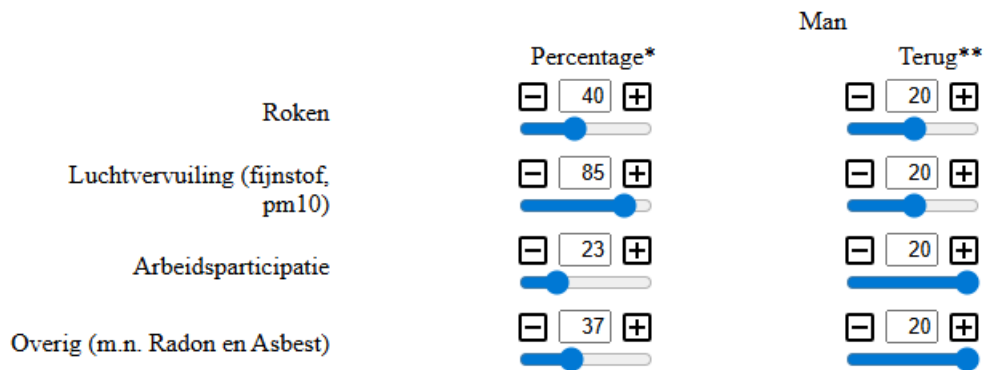 Man
Percentage* Terug**
Roken 40 20
Luchtvervuiling (fijnstof, 85 20
pm10)
Arbeidsparticipatie 23 20
Overig (m.n. Radon en Asbest) 37 20